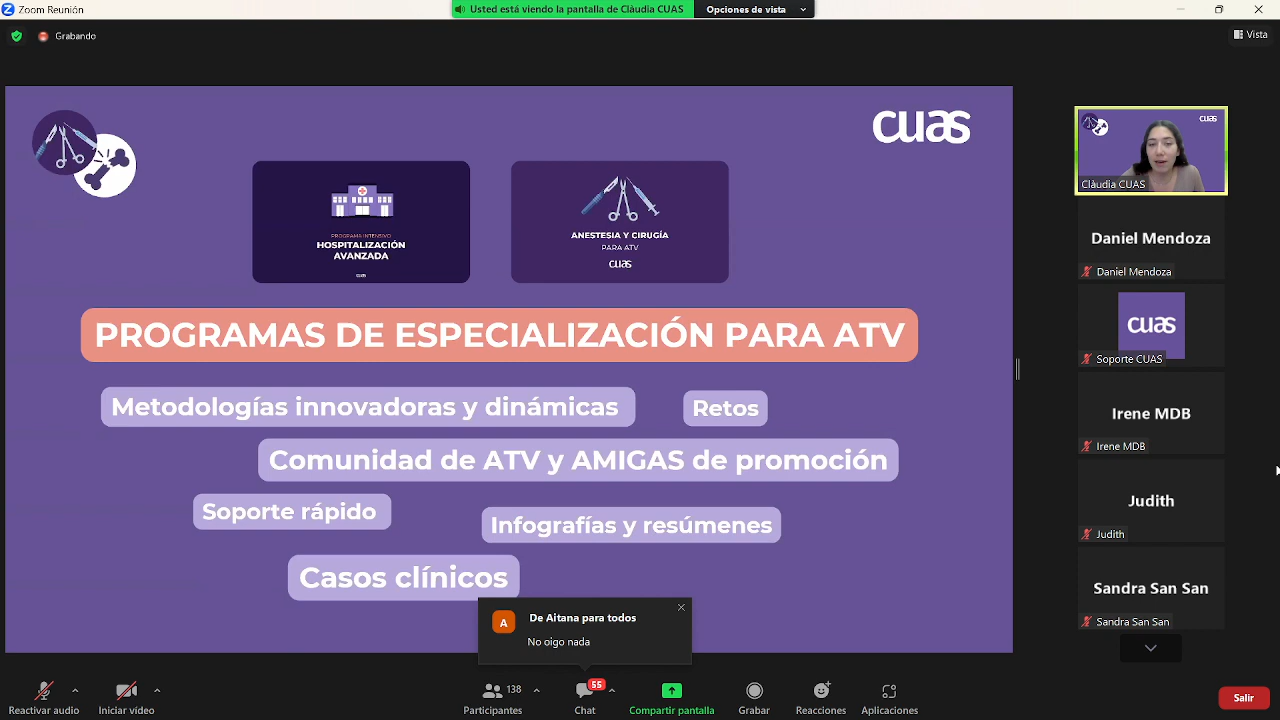 Zoom Reunión
Usted está viendo la pantalla de Clàudia CUAS
Opciones de vista
Grabando
Vista
cuas
PROGRAMA INTENSIVO
HOSPITALIZACIÓN
AVANZADA
cuas
ANESTESIA Y CIRUGÍA
PARA ATV
cuas
PROGRAMAS DE ESPECIALIZACIÓN PARA ATV
Metodologías innovadoras y dinámicas
Retos
Comunidad de ATV y AMIGAS de promoción
Soporte rápido
Infografías y resúmenes
Casos clínicos
cuas
Clàudia CUAS
Daniel Mendoza
Daniel Mendoza
cuas
Soporte CUAS
Irene MDB
Irene MDB
Judith
Judith
Sandra San San
Sandra San San
A
De Aitana para todos
No oigo nada
Reactivar audio
Iniciar vídeo
138
Participantes
55
Chat
Compartir pantalla
Grabar
Reacciones
Aplicaciones
Salir